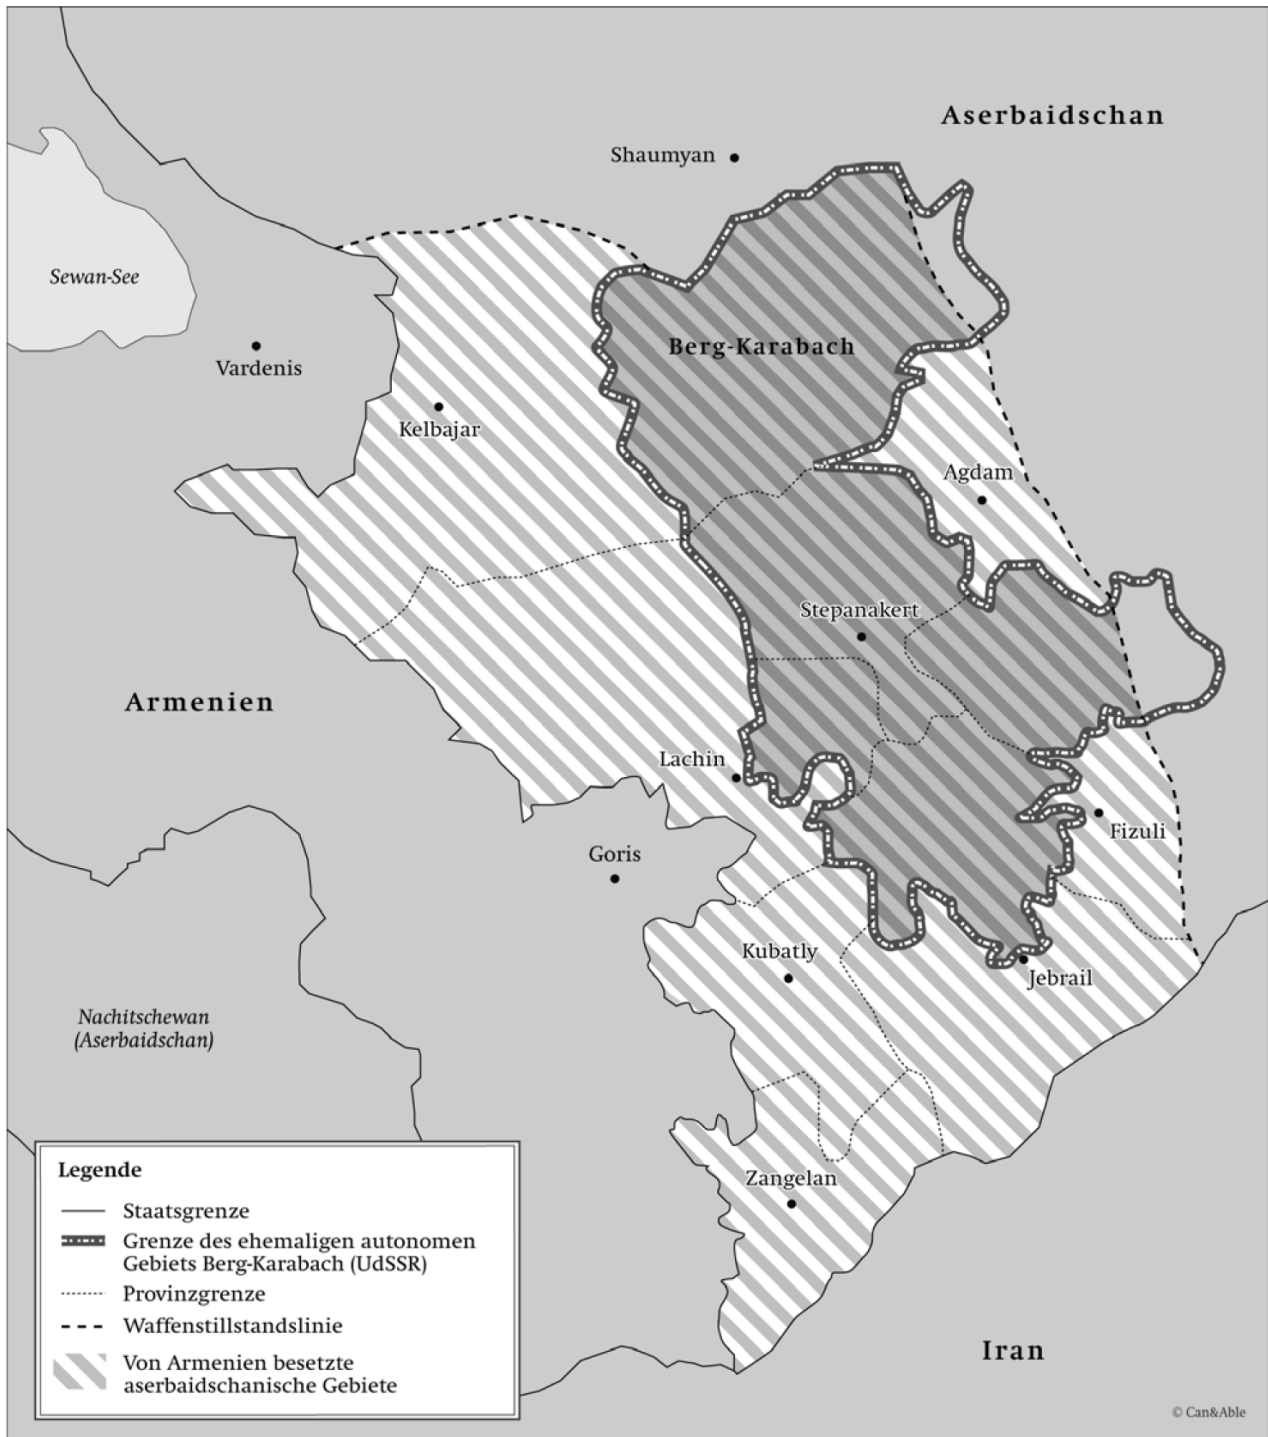 Aserbaidschan
Shaumyan
Sewan-See
Berg-Karabach
Vardenis
Kelbajar
Agdam
Stepanakert
Armenien
Lachin
Fizuli
Goris
Kubatly
Jebrail
Nachitschewan
(Aserbaidschan)
Zangelan
Iran
Legende
Staatsgrenze
Grenze des ehemaligen autonomen
Gebiets Berg-Karabach (UdSSR)
Provinzgrenze
Waffenstillstandslinie
Von Armenien besetzte
aserbaidschanische Gebiete
© Can&Able